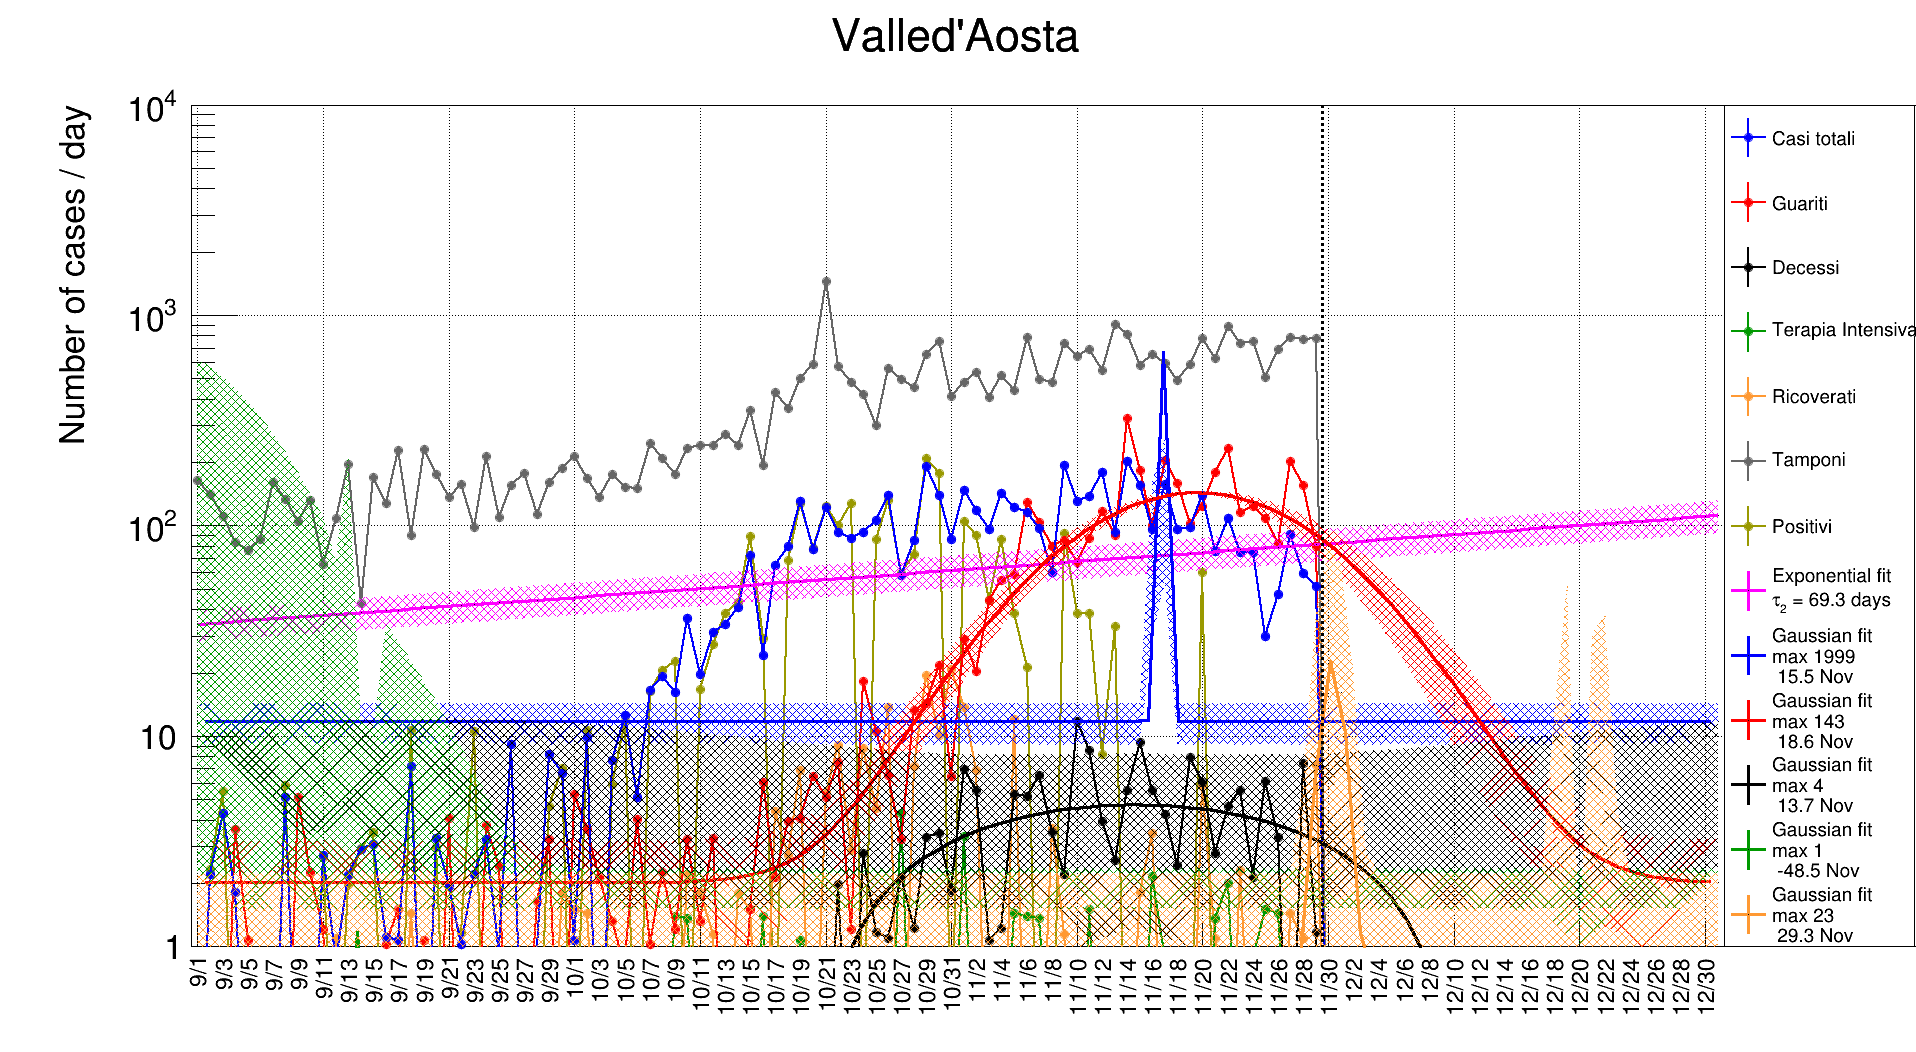 Valled'Aosta
Number of cases / day
10^4
10^3
10^2
10
1
9/1
9/3
9/5
9/7
9/9
9/11
9/13
9/15
9/17
9/19
9/21
9/23
9/25
9/27
9/29
10/1
10/3
10/5
10/7
10/9
10/11
10/13
10/15
10/17
10/19
10/21
10/23
10/25
10/27
10/29
10/31
11/2
11/4
11/6
11/8
11/10
11/12
11/14
11/16
11/18
11/20
11/22
11/24
11/26
11/28
11/30
12/2
12/4
12/6
12/8
12/10
12/12
12/14
12/16
12/18
12/20
12/22
12/24
12/26
12/28
12/30
Casi totali
Guariti
Decessi
Terapia Intensiva
Ricoverati
Tamponi
Positivi
Exponential fit
τ_2 = 69.3 days
Gaussian fit
max 1999
15.5 Nov
Gaussian fit
max 143
18.6 Nov
Gaussian fit
max 4
13.7 Nov
Gaussian fit
max 1
-48.5 Nov
Gaussian fit
max 23
29.3 Nov